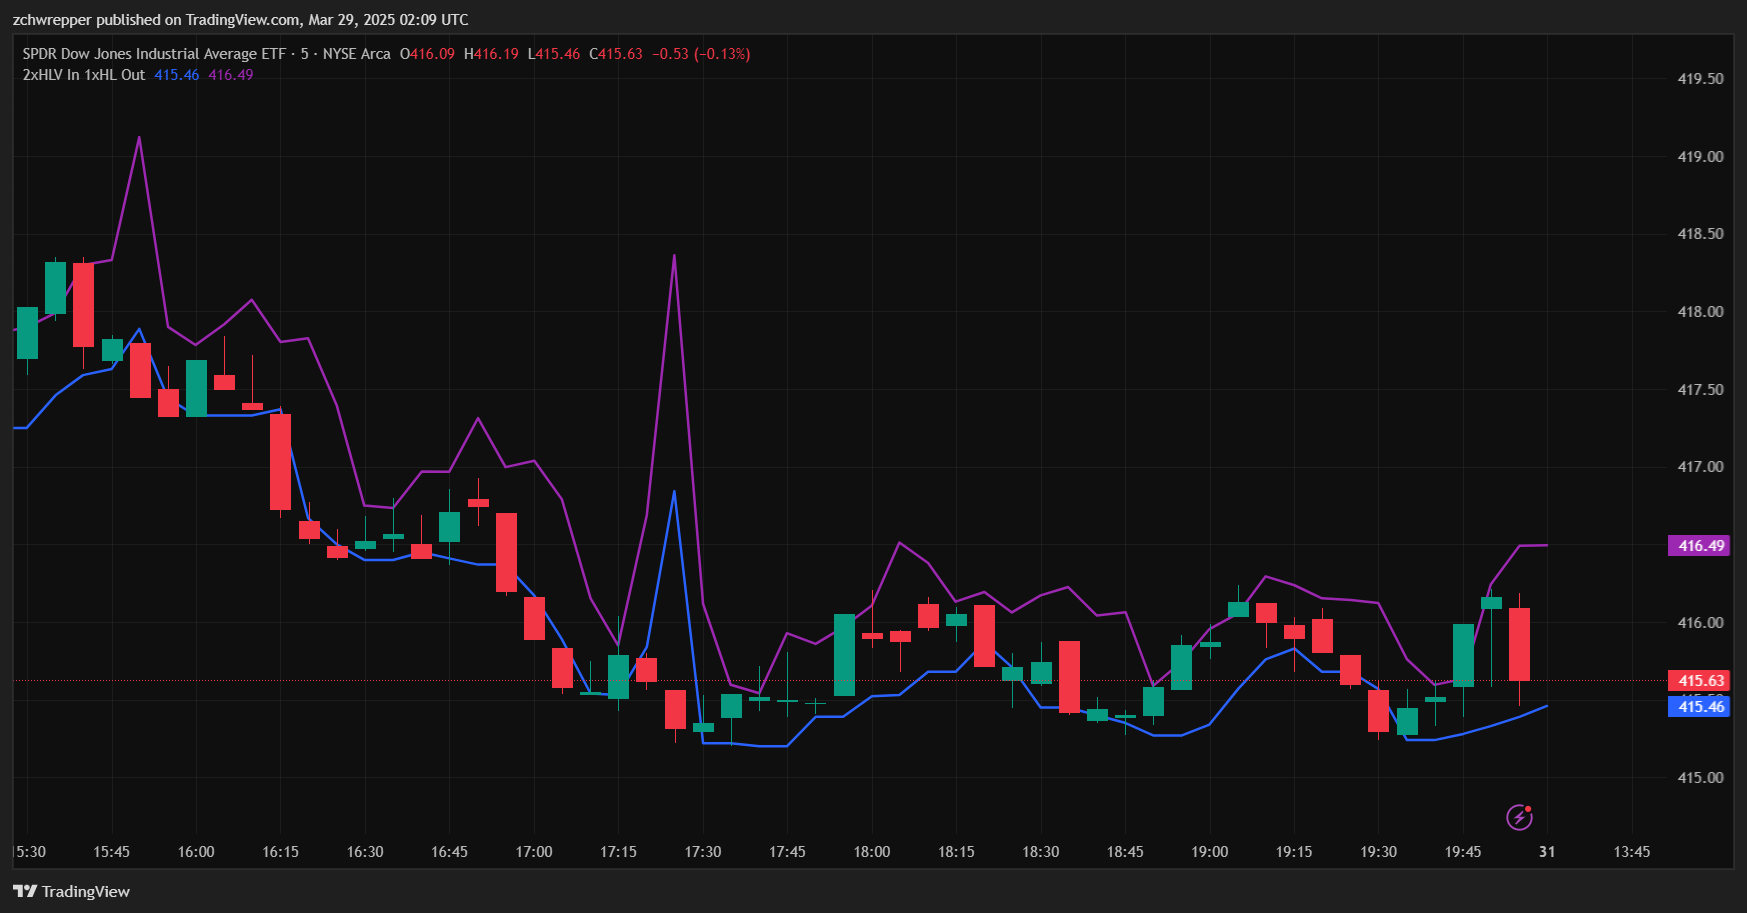 zchwrepper published on TradingView.com, Mar 29, 2025 02:09 UTC
SPDR Dow Jones Industrial Average ETF · 5 · NYSE Arca O416.09 H416.19 L415.46 C415.63 −0.53 (−0.13%)
2xHLV In 1xHL Out 415.46 416.49
419.50
419.00
418.50
418.00
417.50
417.00
416.49
416.00
415.63
415.46
415.00
15:30 15:45 16:00 16:15 16:30 16:45 17:00 17:15 17:30 17:45 18:00 18:15 18:30 18:45 19:00 19:15 19:30 19:45 31 13:45
TradingView